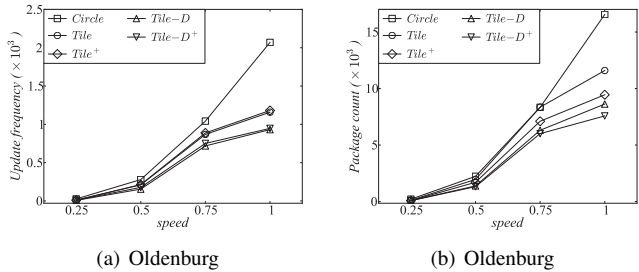 Circle
Tile
Tile+
Tile−D
Tile−D+
Update frequency (×10³)
2.5
2
1.5
1
0.5
0
0.25 0.5 0.75 1
speed
(a) Oldenburg
Circle
Tile
Tile+
Tile−D
Tile−D+
Package count (×10³)
15
10
5
0
0.25 0.5 0.75 1
speed
(b) Oldenburg